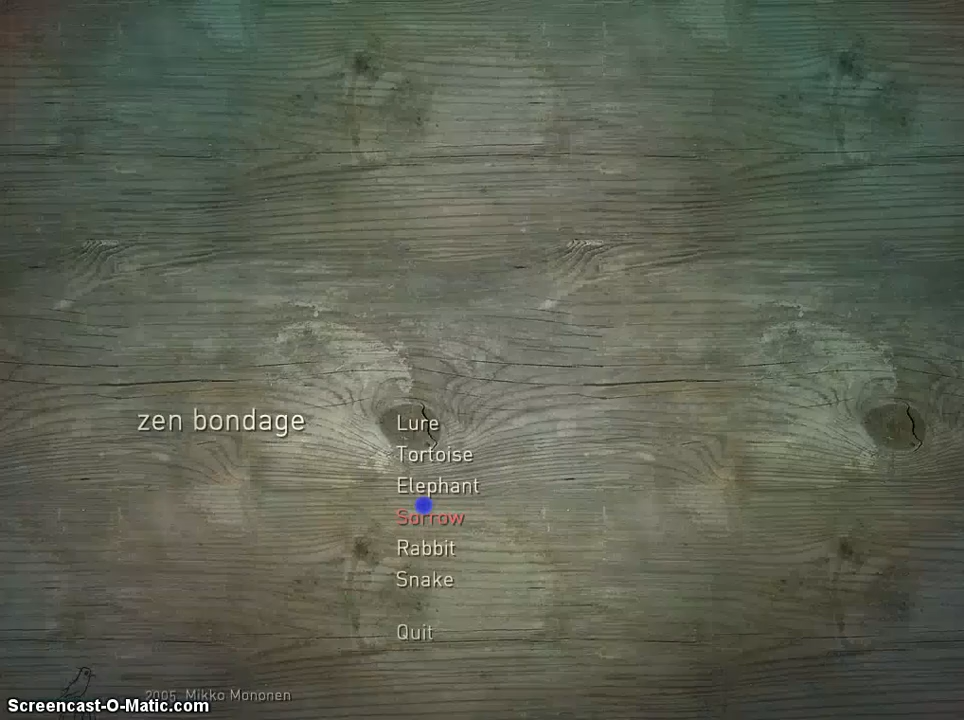 zen bondage
Lure
Tortoise
Elephant
Sorrow
Rabbit
Snake
Quit
2005, Mikko Mononen
Screencast-O-Matic.com